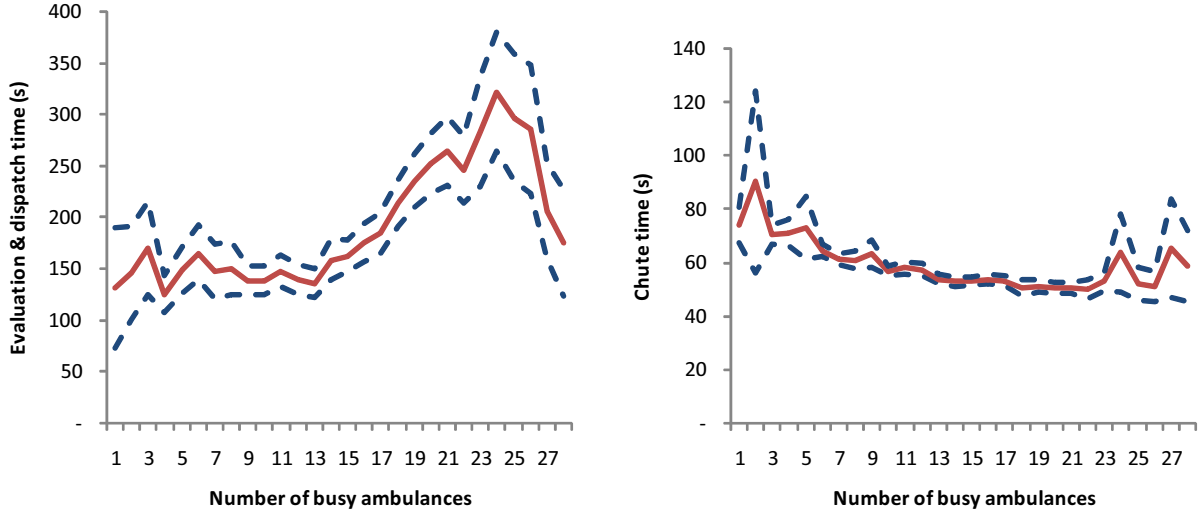 400
350
300
250
200
150
100
50
-
Evaluation & dispatch time (s)
1 3 5 7 9 11 13 15 17 19 21 23 25 27
Number of busy ambulances
140
120
100
80
60
40
20
-
Chute time (s)
1 3 5 7 9 11 13 15 17 19 21 23 25 27
Number of busy ambulances